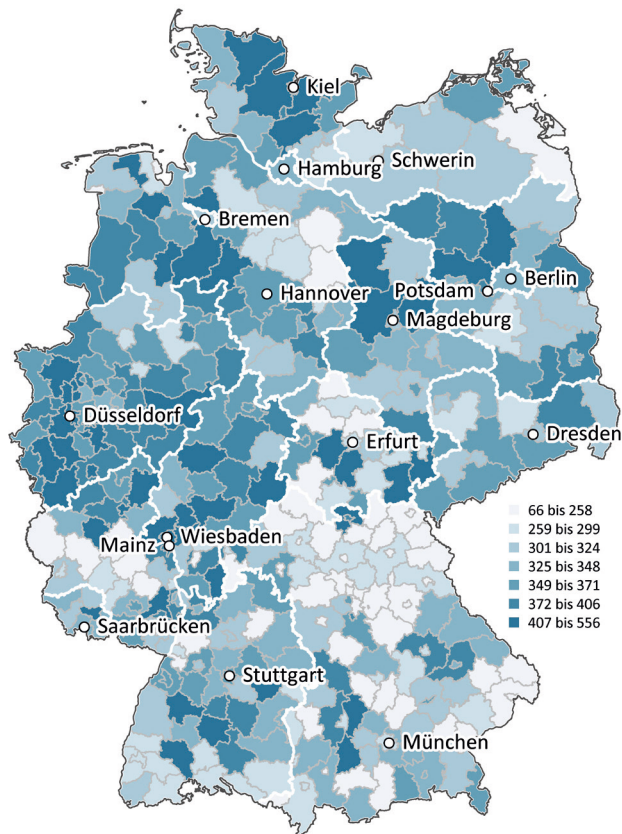 Kiel
Schwerin
Hamburg
Bremen
Berlin
Potsdam
Hannover
Magdeburg
Düsseldorf
Erfurt
Dresden
66 bis 258
259 bis 299
301 bis 324
325 bis 348
349 bis 371
372 bis 406
407 bis 556
Wiesbaden
Mainz
Saarbrücken
Stuttgart
München